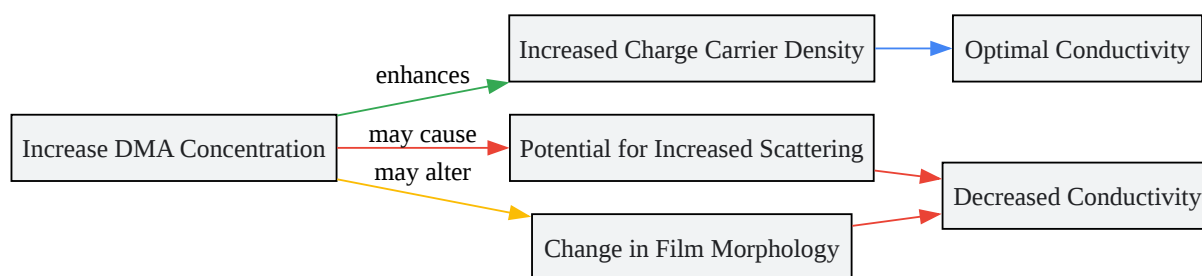 Increase DMA Concentration
enhances
may cause
may alter
Increased Charge Carrier Density
Potential for Increased Scattering
Change in Film Morphology
Optimal Conductivity
Decreased Conductivity